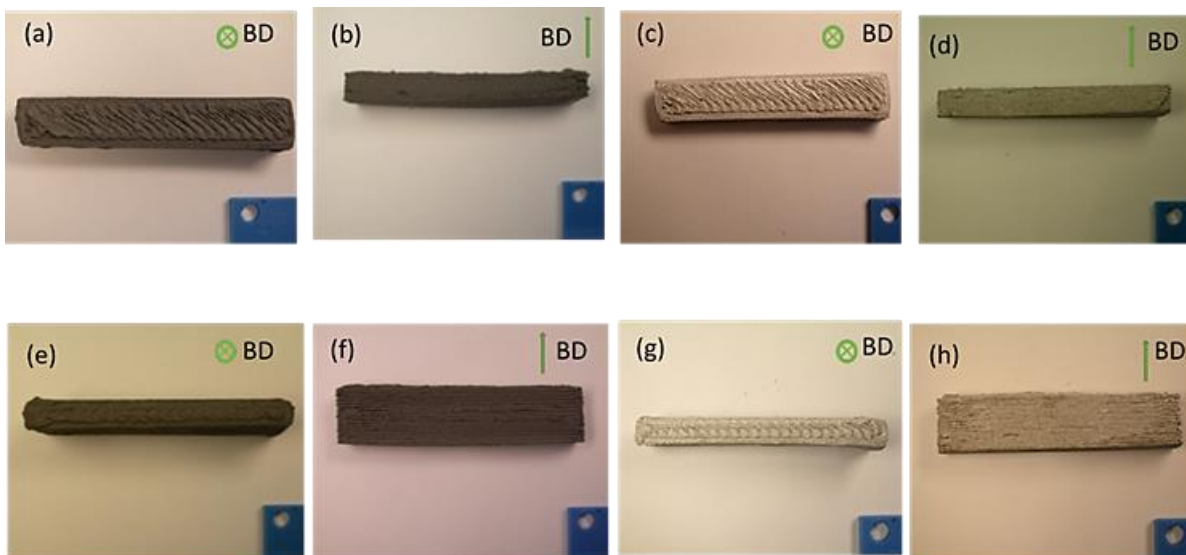 (a) BD
(b) BD
(c) BD
(d) BD
(e) BD
(f) BD
(g) BD
(h) BD